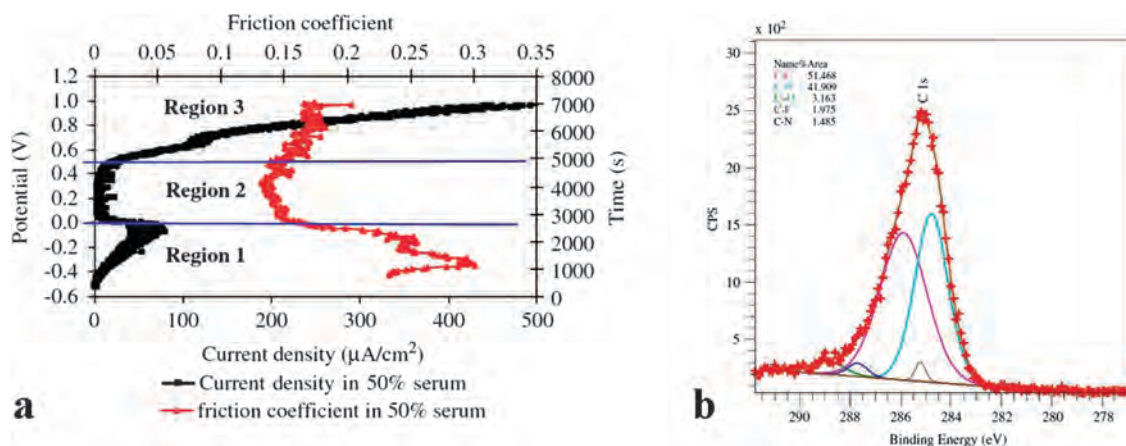 a
Friction coefficient
0 0.05 0.1 0.15 0.2 0.25 0.3 0.35
Potential (V)
1.2
1.0
0.8
0.6
0.4
0.2
0.0
-0.2
-0.4
-0.6
Region 3
Region 2
Region 1
8000
7000
6000
5000
4000
3000
2000
1000
0
Time (s)
0 100 200 300 400 500
Current density (µA/cm²)
Current density in 50% serum
friction coefficient in 50% serum
b
x 10²
30
25
20
15
10
5
CPS
Name %Area
51.468
41.909
3.163
C-F 1.975
C-N 1.485
C 1s
290 288 286 284 282 280 278
Binding Energy (eV)